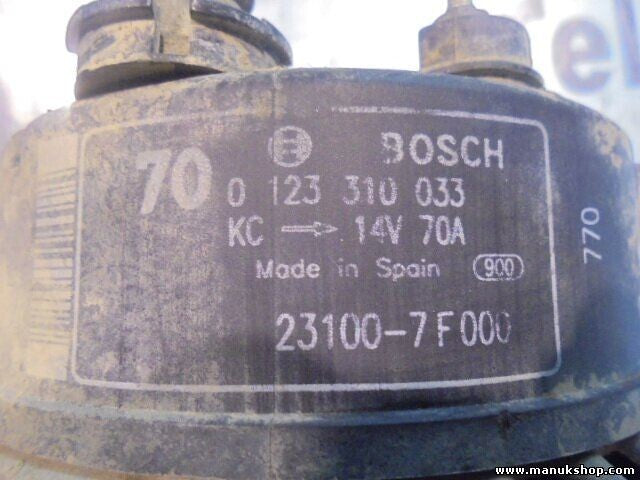 70 BOSCH
0 123 310 033
KC → 14V 70A
Made in Spain 900
23100-7F000
770
www.manukshop.com